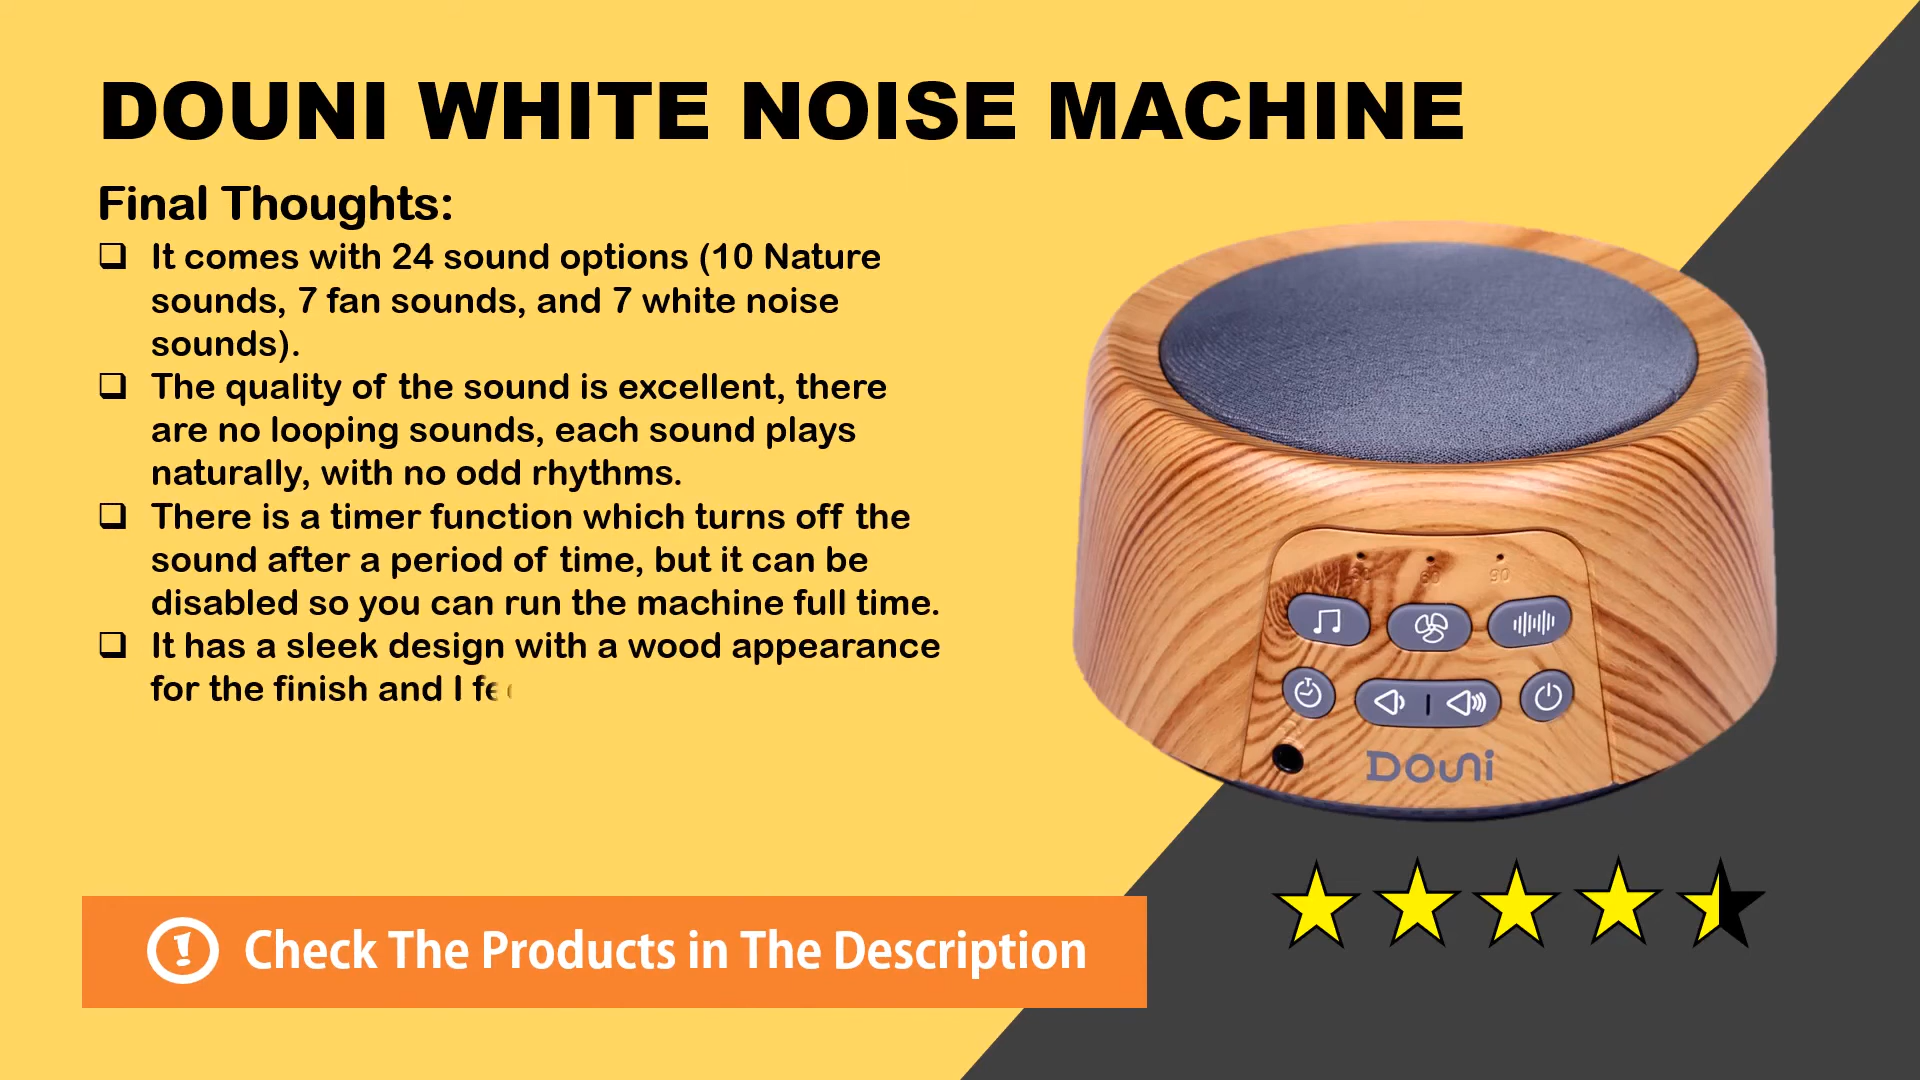 DOUNI WHITE NOISE MACHINE
Final Thoughts:
It comes with 24 sound options (10 Nature
sounds, 7 fan sounds, and 7 white noise
sounds).
The quality of the sound is excellent, there
are no looping sounds, each sound plays
naturally, with no odd rhythms.
There is a timer function which turns off the
sound after a period of time, but it can be
disabled so you can run the machine full time.
It has a sleek design with a wood appearance
for the finish and I
60
90
Douni
Check The Products in The Description